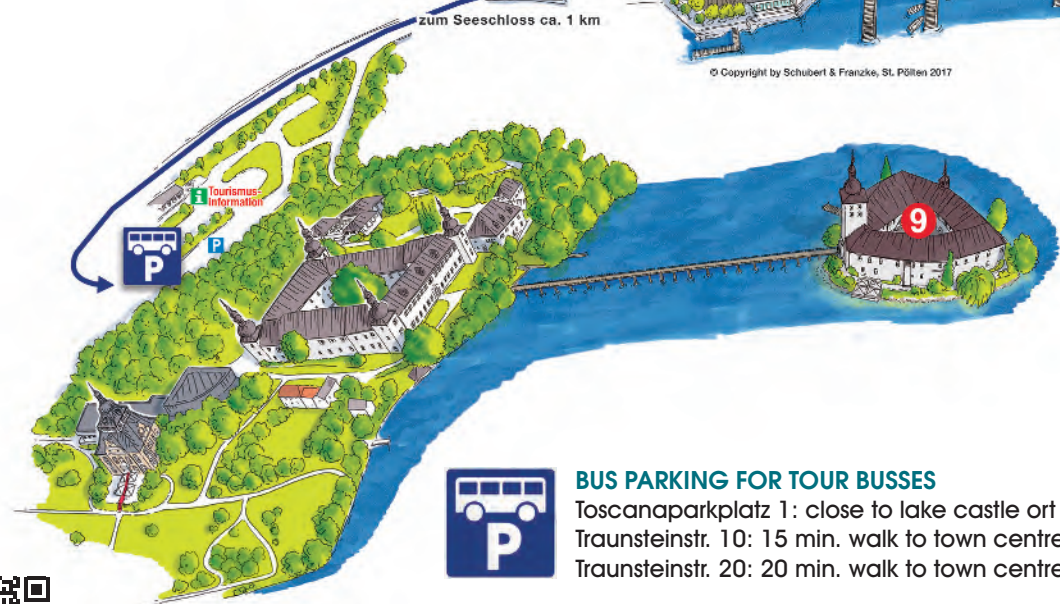 zum Seeschloss ca. 1 km
© Copyright by Schubert & Franzke, St. Pölten 2017
i Tourismus-
Information
P
P
9
P
BUS PARKING FOR TOUR BUSSES
Toscanaparkplatz 1: close to lake castle ort
Traunsteinstr. 10: 15 min. walk to town centre
Traunsteinstr. 20: 20 min. walk to town centre